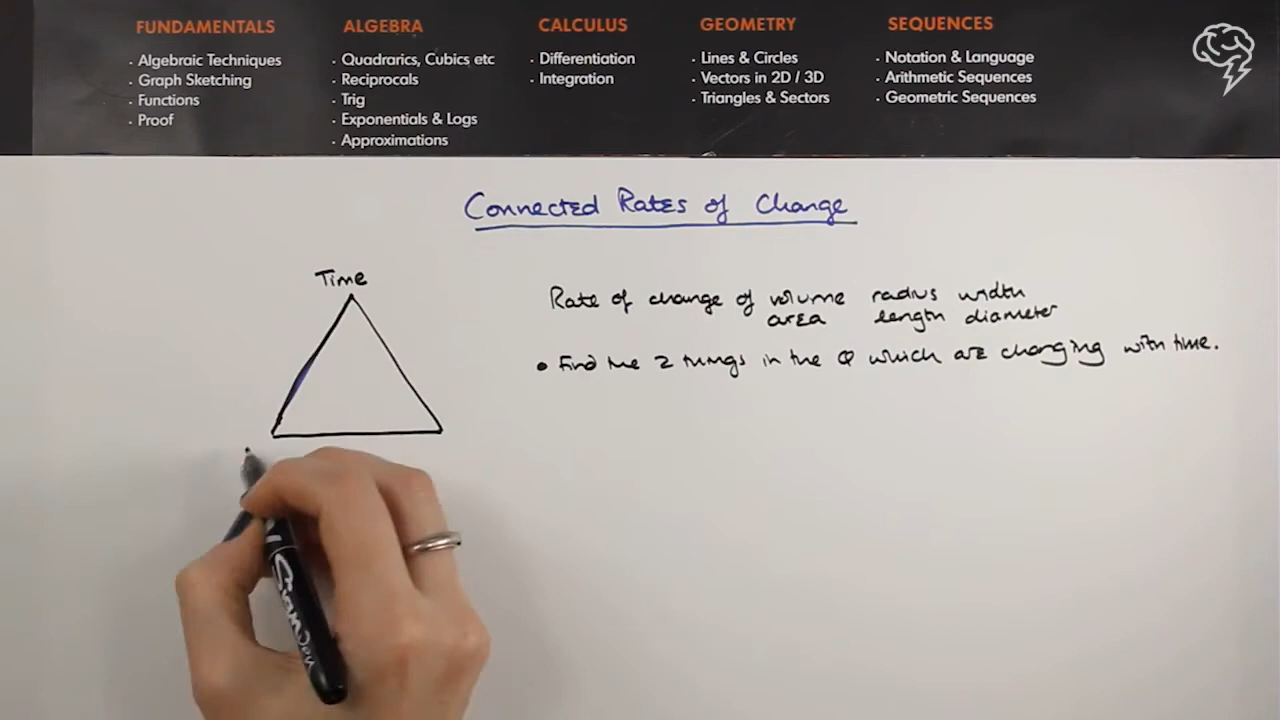 FUNDAMENTALS
· Algebraic Techniques
· Graph Sketching
· Functions
· Proof
ALGEBRA
· Quadrarics, Cubics etc
· Reciprocals
· Trig
· Exponentials & Logs
· Approximations
CALCULUS
· Differentiation
· Integration
GEOMETRY
· Lines & Circles
· Vectors in 2D / 3D
· Triangles & Sectors
SEQUENCES
· Notation & Language
· Arithmetic Sequences
· Geometric Sequences
Connected Rates of Change
Time
Rate of change of volume radius width
area length diameter
• Find the 2 things in the Q which are changing with time.